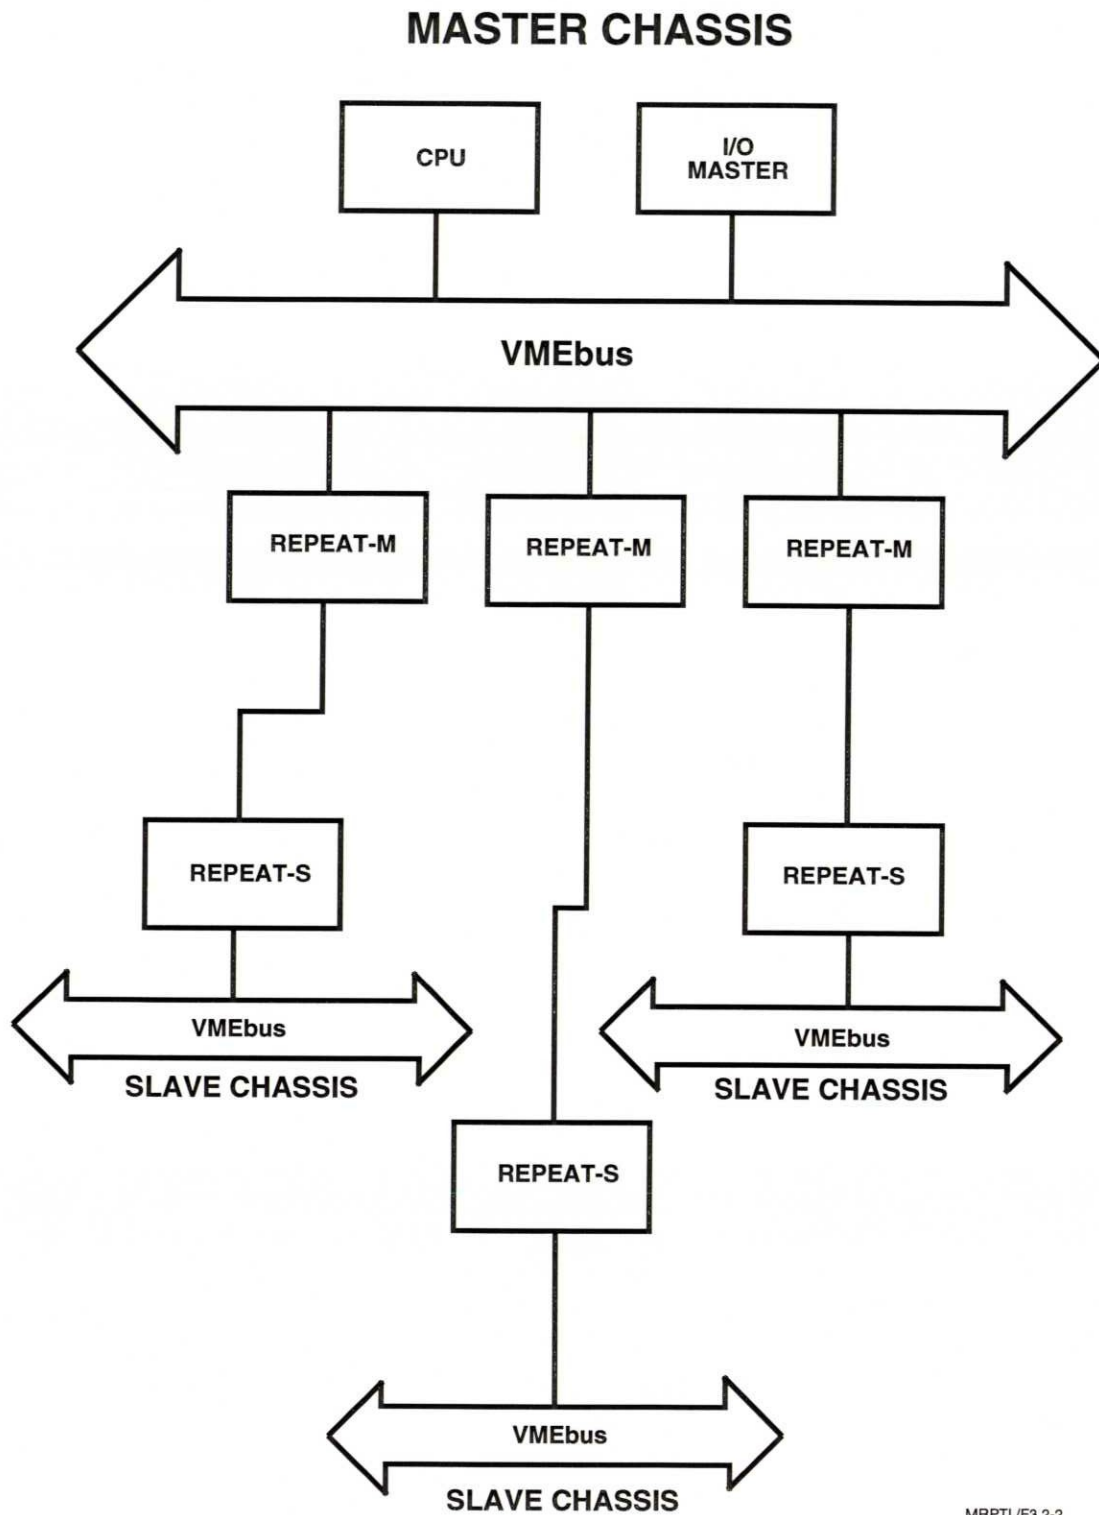 MASTER CHASSIS
CPU
I/O
MASTER
VMEbus
REPEAT-M
REPEAT-M
REPEAT-M
REPEAT-S
REPEAT-S
VMEbus
VMEbus
SLAVE CHASSIS
SLAVE CHASSIS
REPEAT-S
VMEbus
SLAVE CHASSIS